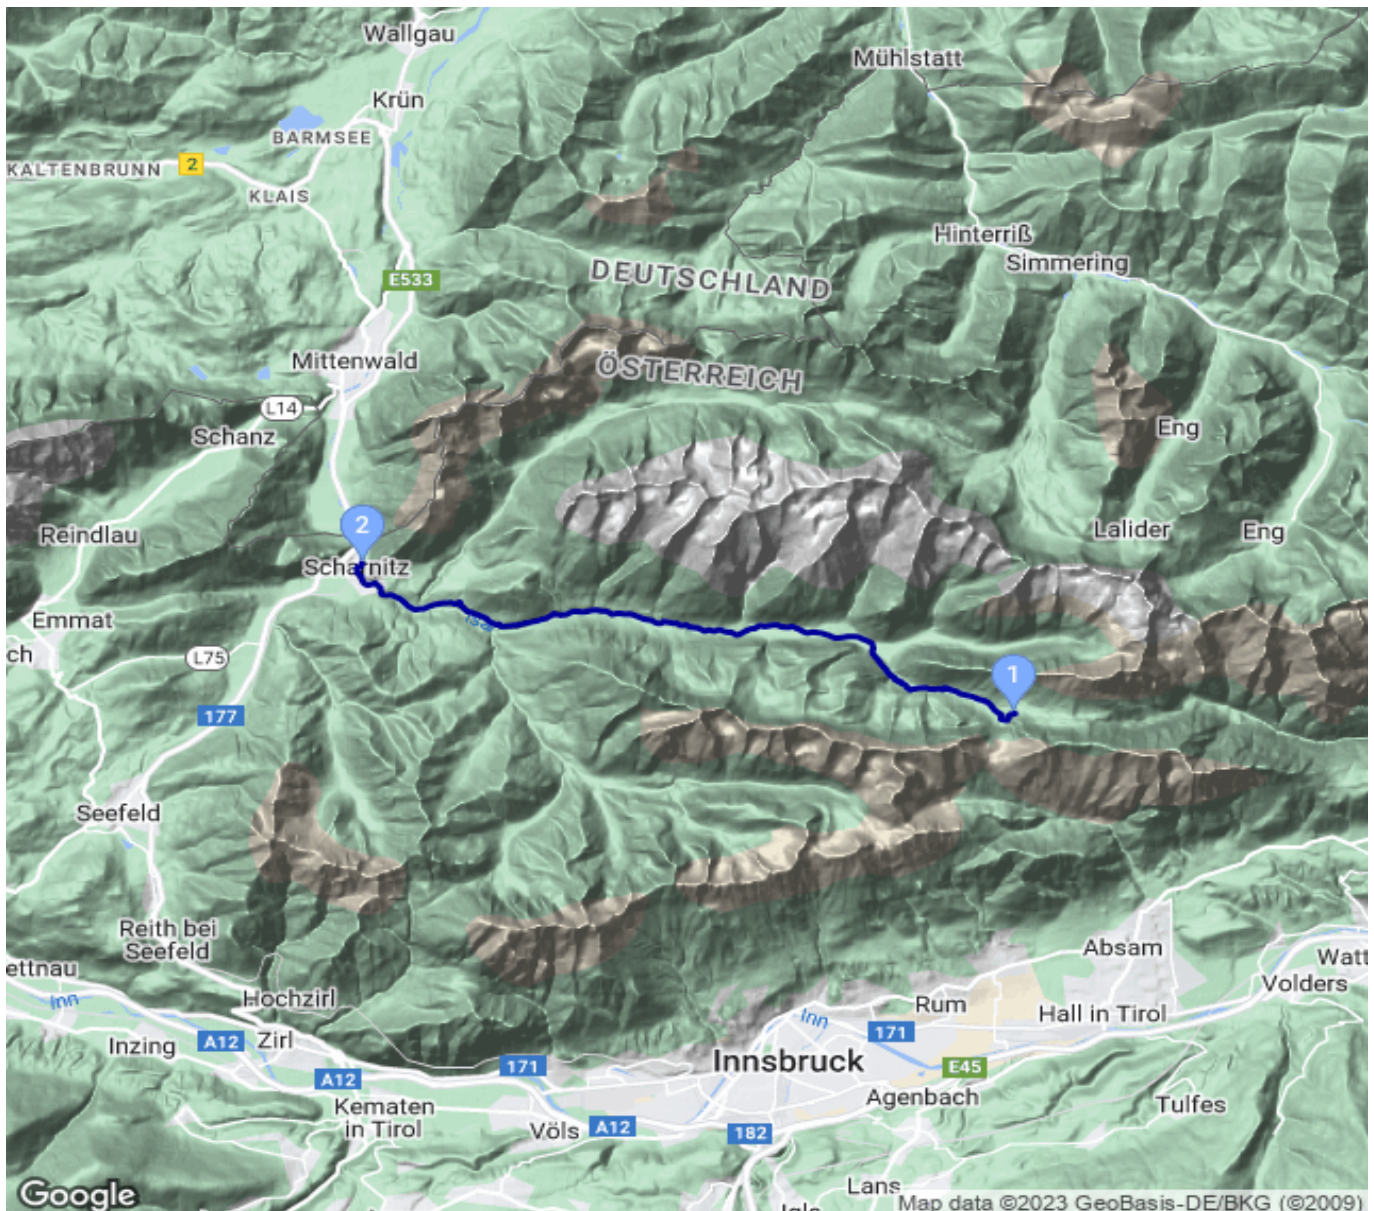 Wallgau
Mühlstatt
Krün
BARMSEE
KALTENBRUNN
2
KLAIS
Hinterriß
Simmering
E533
DEUTSCHLAND
Mittenwald
ÖSTERREICH
L14
Schanz
Eng
2
Reindlau
Lalider
Eng
Scharnitz
Emmat
ch
L75
1
177
Seefeld
Reith bei
Seefeld
Absam
ettnau
Watt
Inn
Hochzirl
Volders
Rum
Hall in Tirol
Inn
171
A12
Zirl
Inzing
Innsbruck
171
E45
A12
Agenbach
Kematen
in Tirol
Tulfes
Völs
A12
182
Lans
Igls
Google
Map data ©2023 GeoBasis-DE/BKG (©2009)